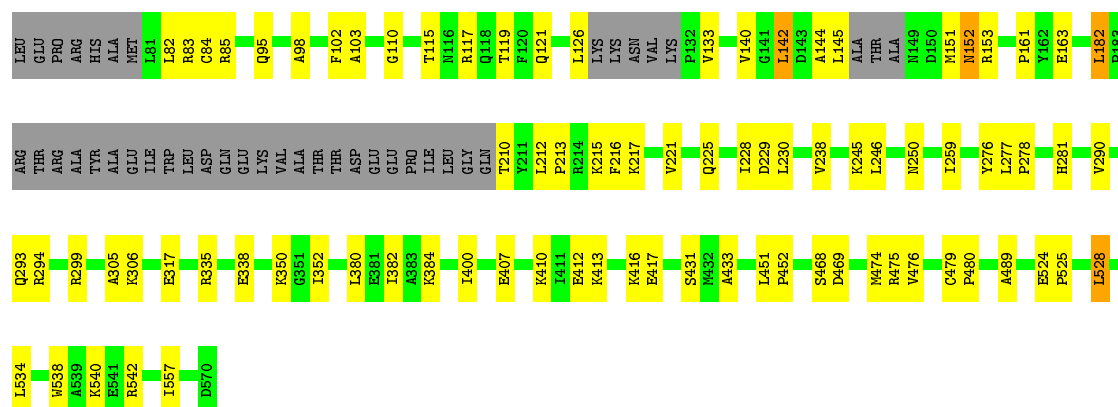 LEU GLU PRO ARG HIS ALA MET L81 L82 R83 C84 R85 Q95 A98 F102 A103 G110 T115 N116 R117 Q118 T119 F120 Q121 L126 LYS LYS ASN VAL LYS P132 V133 V140 G141 L142 D143 A144 L145 ALA THR ALA N149 D150 M151 N152 R153 P161 Y162 E163 L182 P183
ARG THR ARG ALA TYR ALA GLU ILE TRP LEU ASP GLN GLU LYS VAL ALA THR THR ASP GLU GLU PRO ILE LEU GLY GLN T210 Y211 L212 P213 R214 K215 F216 K217 V221 Q225 I228 D229 L230 V238 K245 L246 N250 I259 Y276 L277 P278 H281 V290
Q293 R294 R299 A305 K306 E317 R335 E338 K350 G351 I352 L380 E381 I382 A383 K384 I400 E407 K410 I411 E412 K413 K416 E417 S431 M432 A433 L451 P452 S468 D469 M474 R475 V476 C479 P480 A489 E524 P525 L528
L534 W538 A539 K540 E541 R542 I557 D570